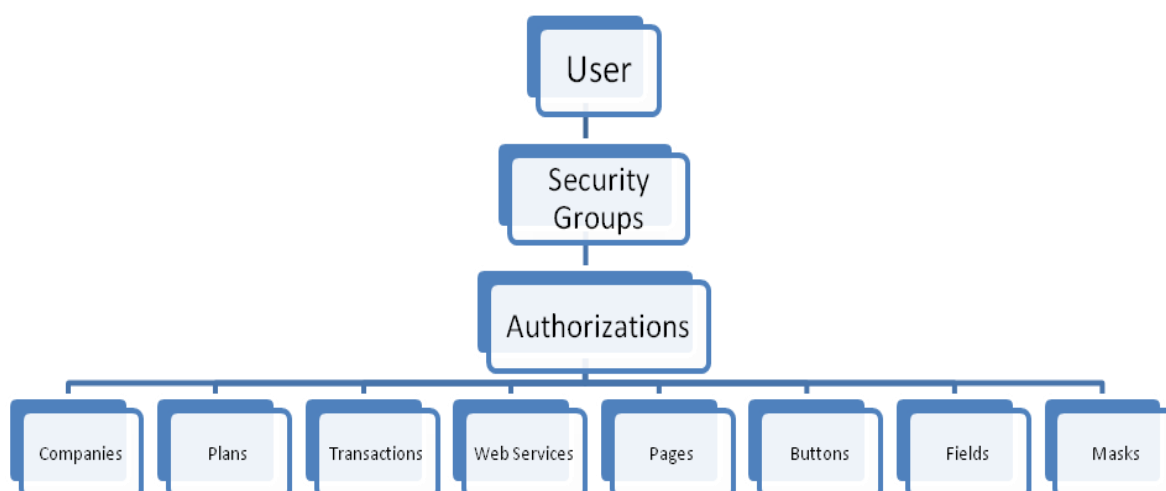 User
Security
Groups
Authorizations
Companies
Plans
Transactions
Web Services
Pages
Buttons
Fields
Masks